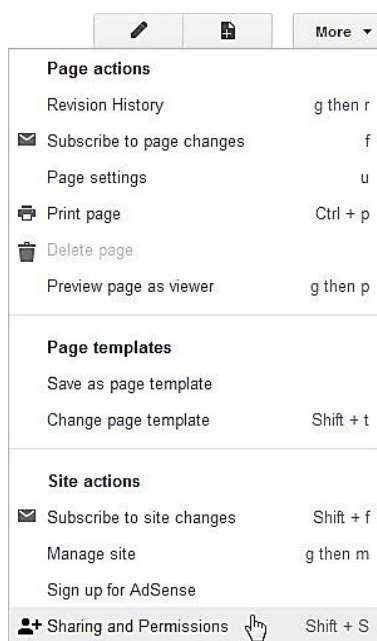 More
Page actions
Revision History g then r
Subscribe to page changes f
Page settings u
Print page Ctrl + p
Delete page
Preview page as viewer g then p
Page templates
Save as page template
Change page template Shift + t
Site actions
Subscribe to site changes Shift + f
Manage site g then m
Sign up for AdSense
Sharing and Permissions Shift + S